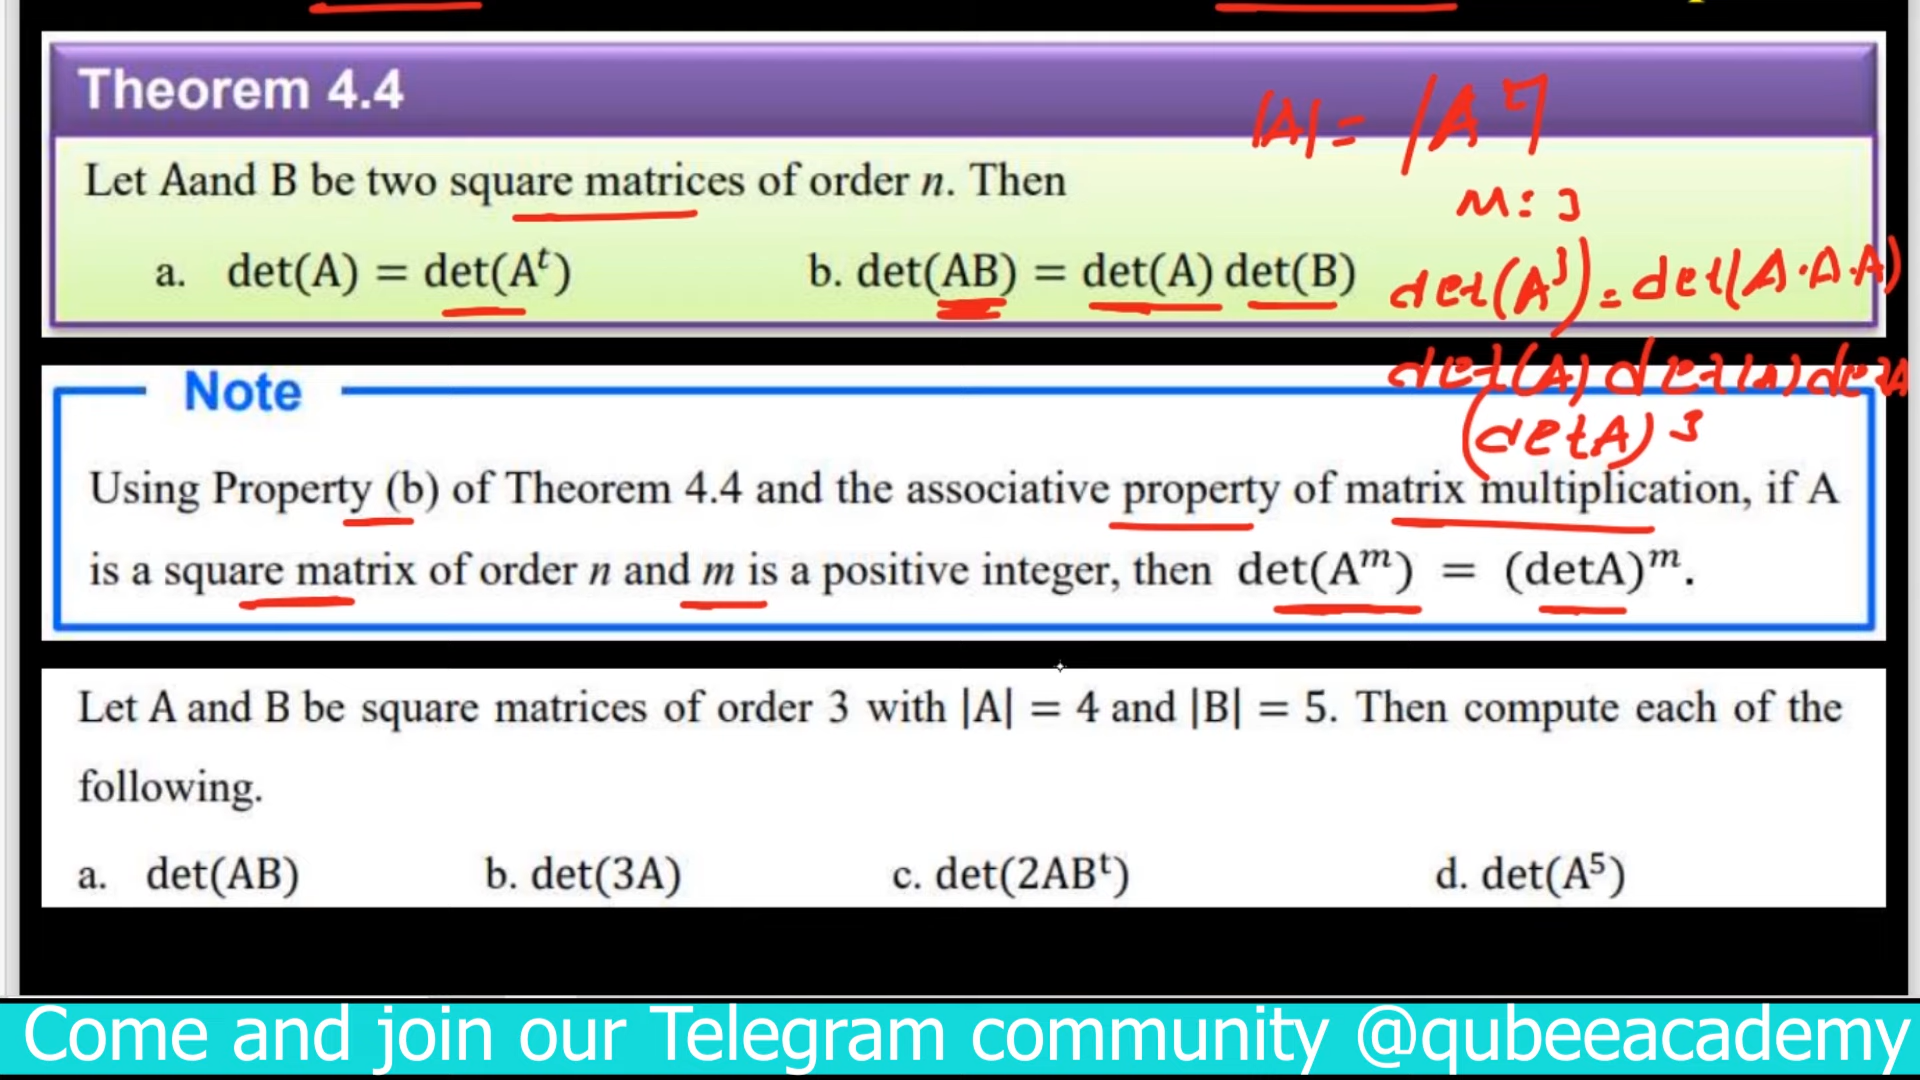 Theorem 4.4
|A| = |Aᵀ|
Let Aand B be two square matrices of order n. Then
M: 3
a. det(A) = det(Aᵗ) b. det(AB) = det(A) det(B)
det(A³) = det(A·A·A)
det(A) det(A) detA
Note
(detA)³
Using Property (b) of Theorem 4.4 and the associative property of matrix multiplication, if A
is a square matrix of order n and m is a positive integer, then det(Aᵐ) = (detA)ᵐ.
Let A and B be square matrices of order 3 with |A| = 4 and |B| = 5. Then compute each of the
following.
a. det(AB) b. det(3A) c. det(2ABᵗ) d. det(A⁵)
Come and join our Telegram community @qubeeacademy